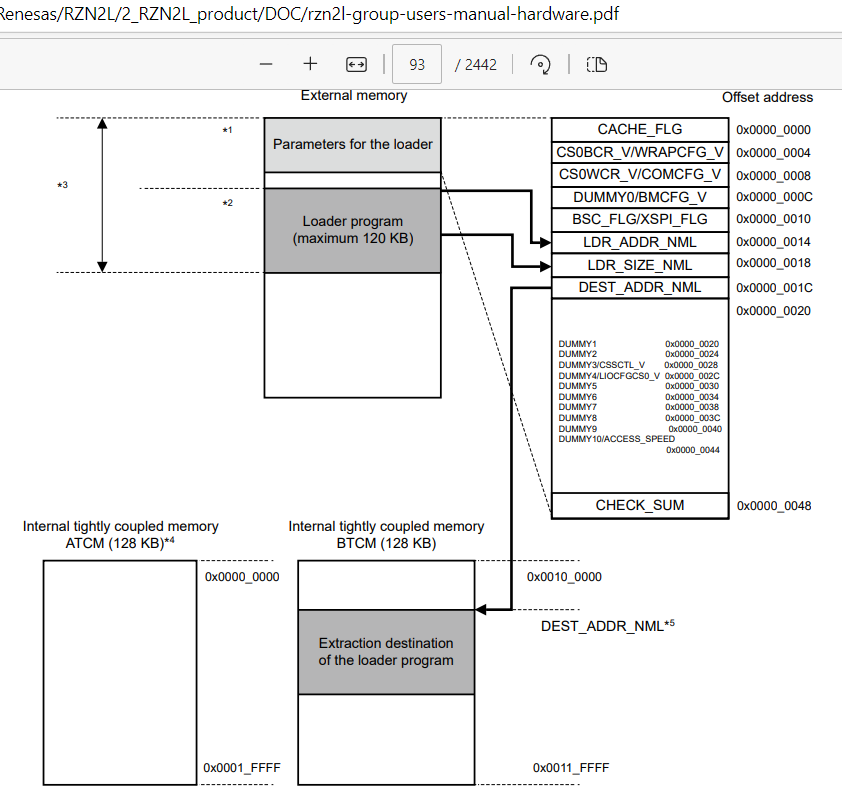 Renesas/RZN2L/2_RZN2L_product/DOC/rzn2l-group-users-manual-hardware.pdf
93 / 2442
External memory
Offset address
*1
Parameters for the loader
*3
*2
Loader program
(maximum 120 KB)
CACHE_FLG 0x0000_0000
CS0BCR_V/WRAPCFG_V 0x0000_0004
CS0WCR_V/COMCFG_V 0x0000_0008
DUMMY0/BMCFG_V 0x0000_000C
BSC_FLG/XSPI_FLG 0x0000_0010
LDR_ADDR_NML 0x0000_0014
LDR_SIZE_NML 0x0000_0018
DEST_ADDR_NML 0x0000_001C
0x0000_0020
DUMMY1 0x0000_0020
DUMMY2 0x0000_0024
DUMMY3/CSSCTL_V 0x0000_0028
DUMMY4/LIOCFGCS0_V 0x0000_002C
DUMMY5 0x0000_0030
DUMMY6 0x0000_0034
DUMMY7 0x0000_0038
DUMMY8 0x0000_003C
DUMMY9 0x0000_0040
DUMMY10/ACCESS_SPEED
0x0000_0044
CHECK_SUM 0x0000_0048
Internal tightly coupled memory
ATCM (128 KB)*4
0x0000_0000
0x0001_FFFF
Internal tightly coupled memory
BTCM (128 KB)
0x0010_0000
DEST_ADDR_NML*5
Extraction destination
of the loader program
0x0011_FFFF